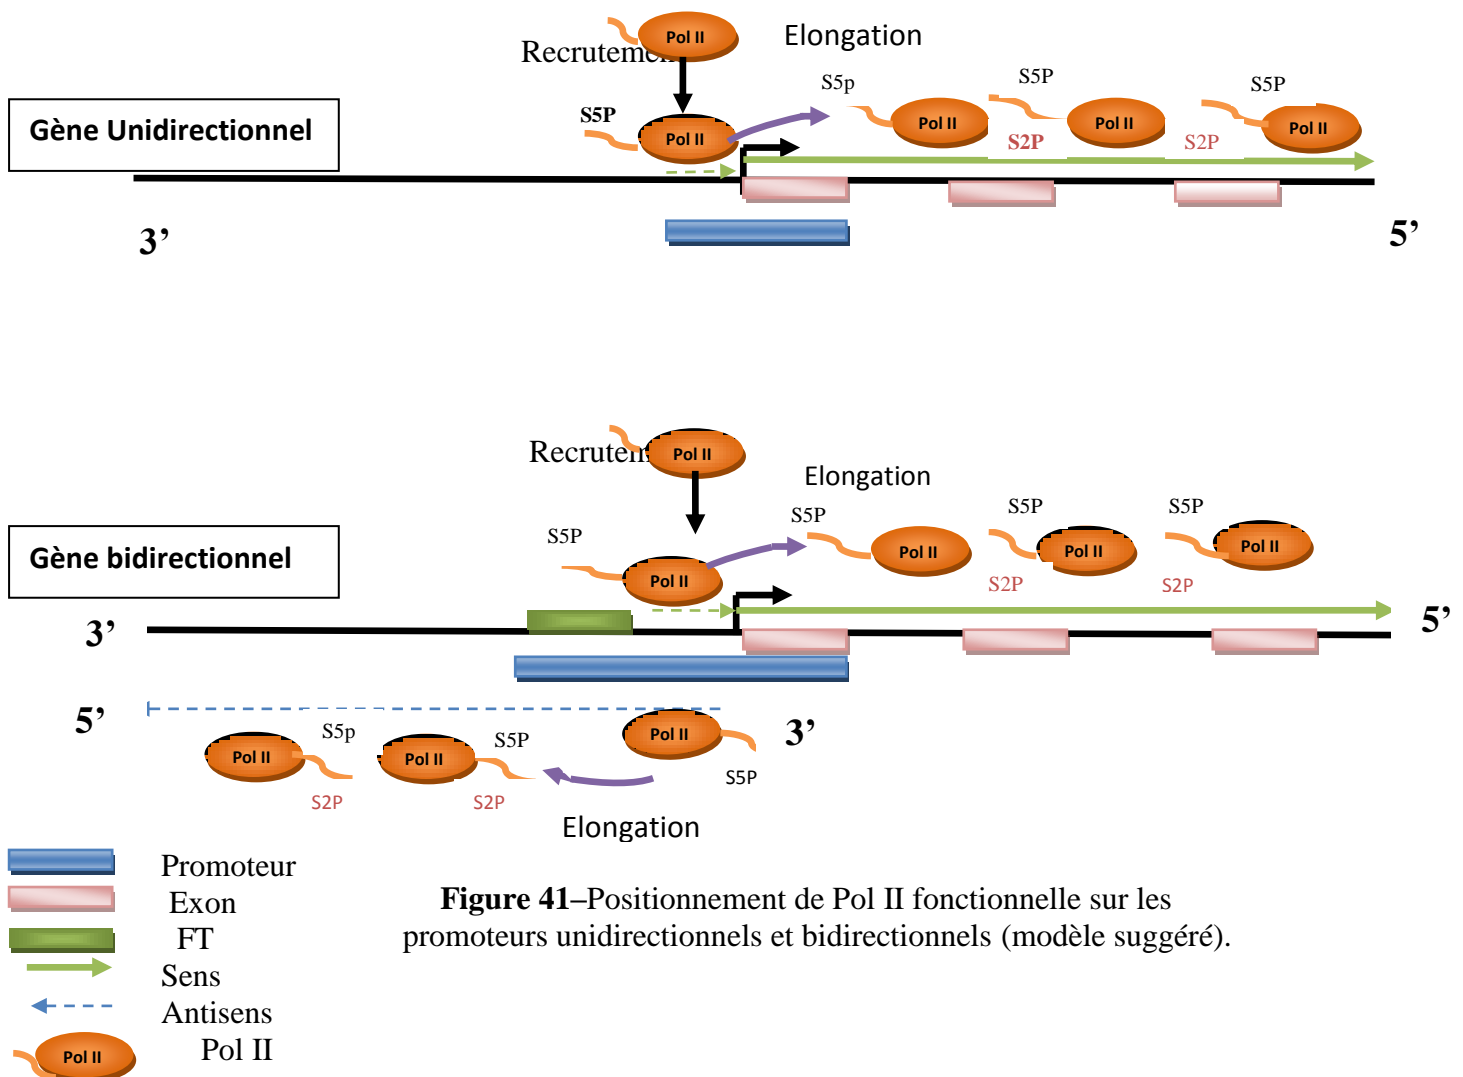 Pol II
Recrutemen
Elongation
S5p
S5P
S5P
S5P
Pol II
Pol II
Pol II
Pol II
S2P
S2P
Gène Unidirectionnel
3’
5’
Recrutem
Pol II
Elongation
S5P
S5P
S5P
S5P
Pol II
Pol II
Pol II
Pol II
S2P
S2P
Gène bidirectionnel
3’
5’
5’
3’
S5p
S5P
Pol II
Pol II
Pol II
S5P
S2P
S2P
Elongation
Promoteur
Exon
FT
Sens
Antisens
Pol II
Pol II
Figure 41–Positionnement de Pol II fonctionnelle sur les
promoteurs unidirectionnels et bidirectionnels (modèle suggéré).